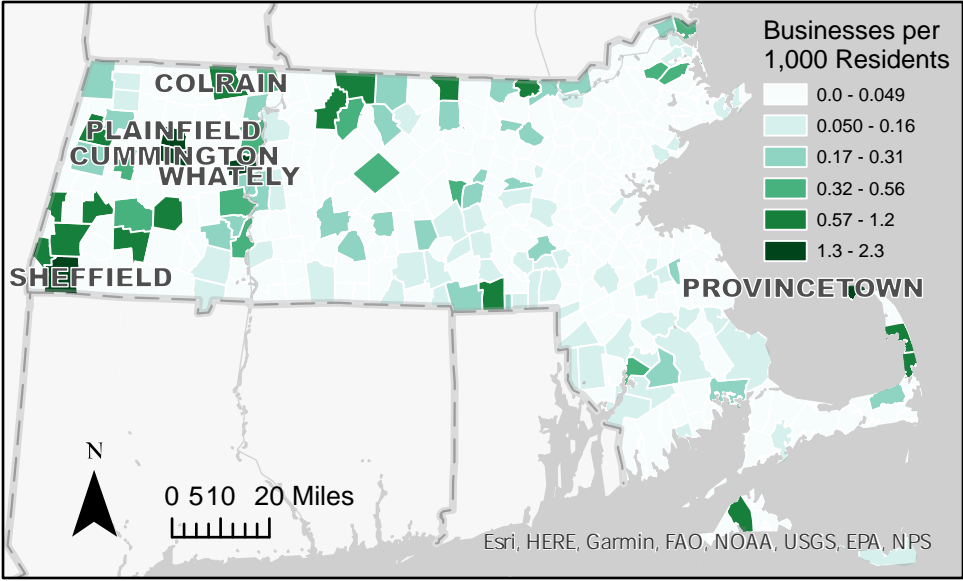 Businesses per
1,000 Residents
0.0 - 0.049
0.050 - 0.16
0.17 - 0.31
0.32 - 0.56
0.57 - 1.2
1.3 - 2.3
COLRAIN
PLAINFIELD
CUMMINGTON
WHATELY
SHEFFIELD
PROVINCETOWN
N
0 5 10 20 Miles
Esri, HERE, Garmin, FAO, NOAA, USGS, EPA, NPS